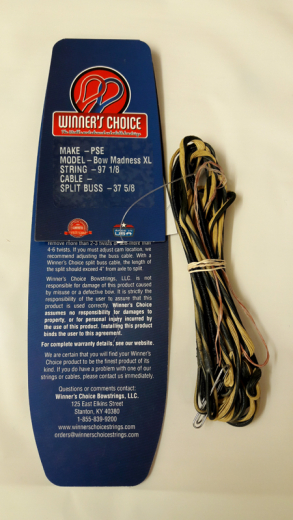 WINNER'S CHOICE
MAKE – PSE
MODEL – Bow Madness XL
STRING – 97 1/8
CABLE –
SPLIT BUSS – 37 5/8
USA
remove more than 2-3 twists or add more than
4-6 twists. If you must adjust cam location, we
recommend adjusting the buss cable. With a
Winner's Choice split buss cable, the length of
the split should exceed 4" from axle to split.
Winner's Choice Bowstrings, LLC. is not
responsible for damage of this product caused
by misuse or a defective bow. It is strictly the
responsibility of the user to assure that this
product is used correctly. Winner's Choice
assumes no responsibility for damages to
property, or for personal injury incurred by
the use of this product. Installing this product
binds the user to this agreement.
For complete warranty details, see our website.
We are certain that you will find your Winner's
Choice product to be the finest product of its
kind. If you do have a problem with one of our
strings or cables, please contact us immediately.
Questions or comments contact:
Winner's Choice Bowstrings, LLC.
125 East Elkins Street
Stanton, KY 40380
1-855-839-9200
www.winnerschoicestrings.com
orders@winnerschoicestrings.com